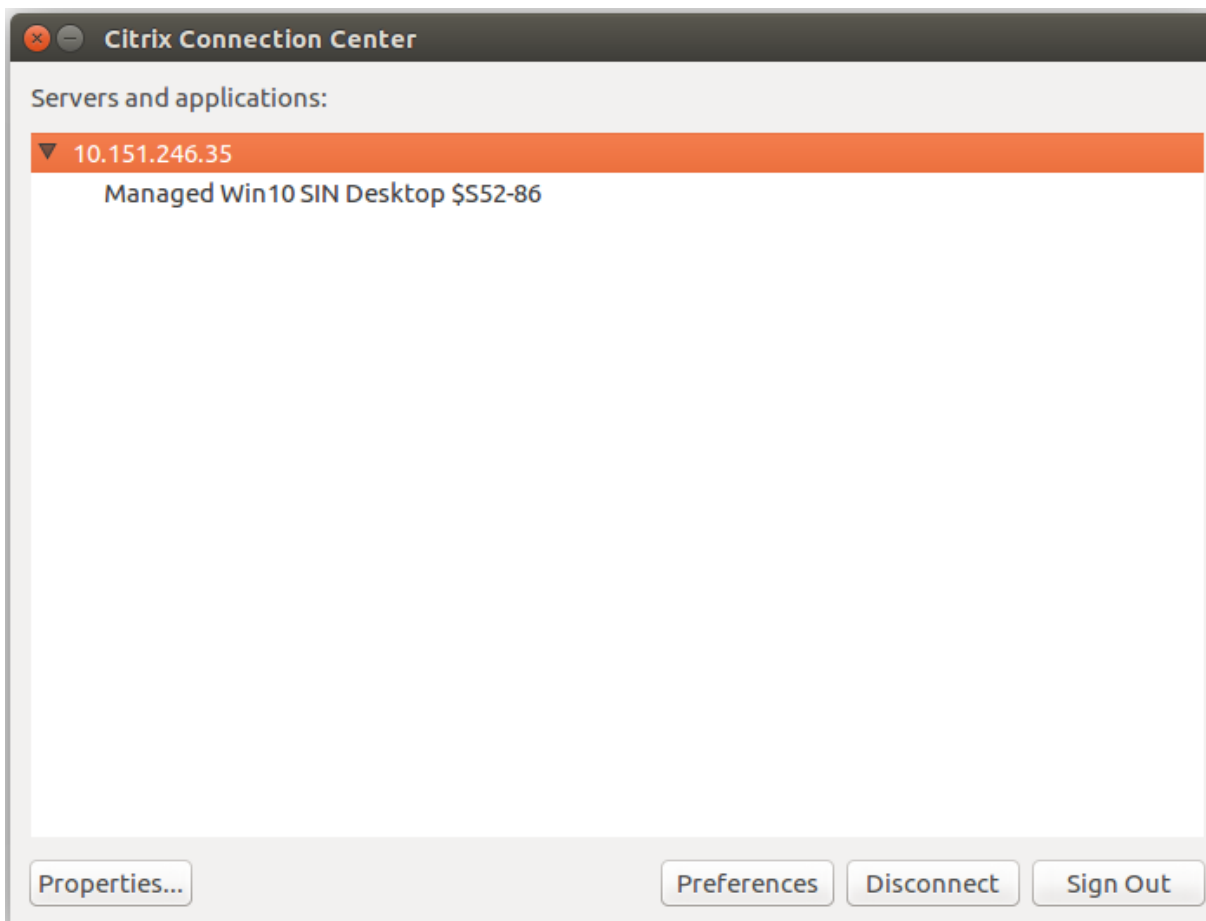 Citrix Connection Center
Servers and applications:
10.151.246.35
Managed Win10 SIN Desktop $S52-86
Properties... Preferences Disconnect Sign Out